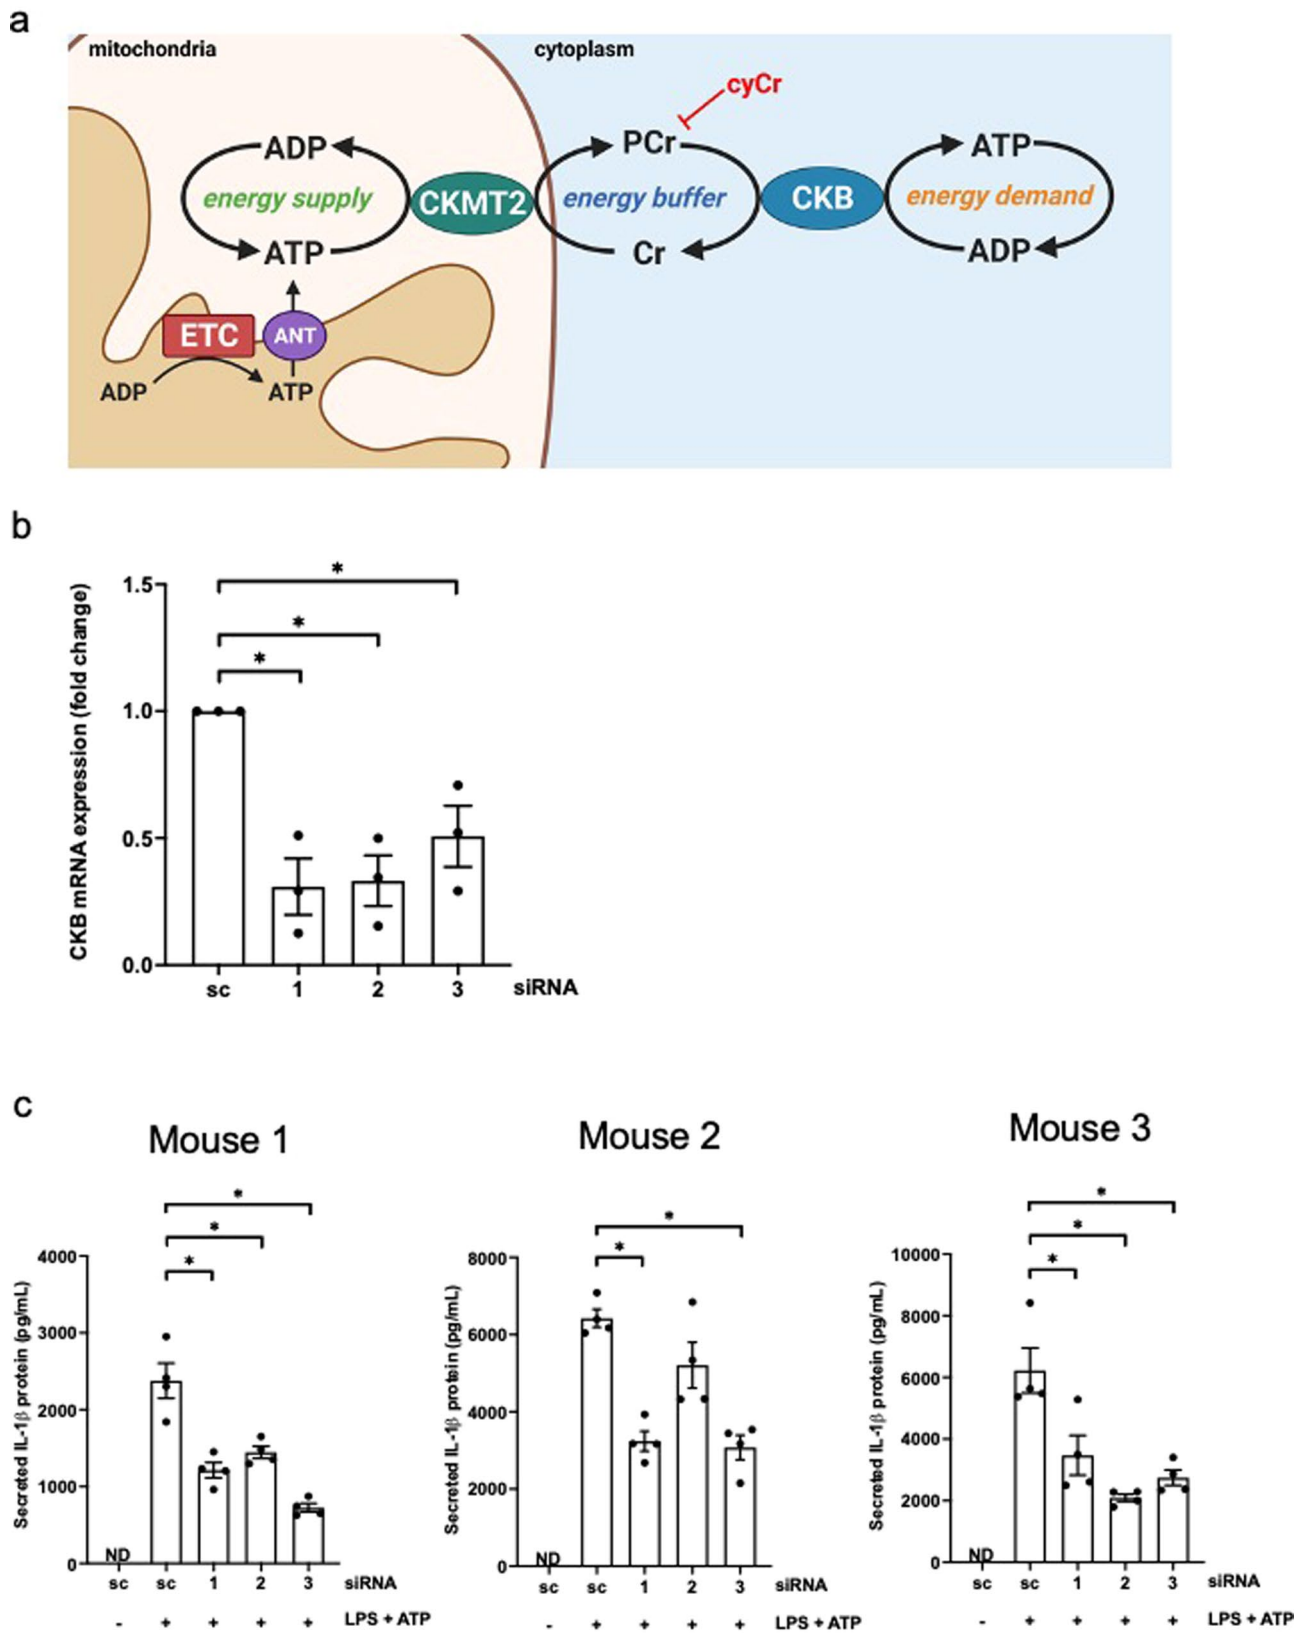 a
mitochondria cytoplasm
cyCr
ADP PCr ATP
energy supply CKMT2 energy buffer CKB energy demand
ATP Cr ADP
ETC ANT
ADP ATP
b
CKB mRNA expression (fold change)
1.5
1.0
0.5
0.0
* * *
sc 1 2 3 siRNA
c
Mouse 1
Secreted IL-1β protein (pg/mL)
4000
3000
2000
1000
0
* * *
ND
sc sc 1 2 3 siRNA
- + + + + LPS + ATP
Mouse 2
Secreted IL-1β protein (pg/mL)
8000
6000
4000
2000
0
* *
ND
sc sc 1 2 3 siRNA
- + + + + LPS + ATP
Mouse 3
Secreted IL-1β protein (pg/mL)
10000
8000
6000
4000
2000
0
* * *
ND
sc sc 1 2 3 siRNA
- + + + + LPS + ATP